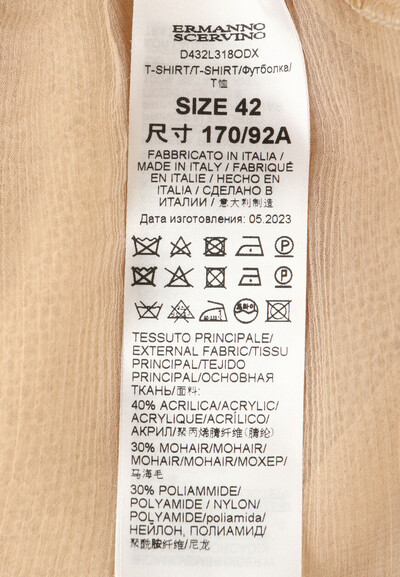 ERMANNO
SCERVINO
D432L318ODX
T-SHIRT/T-SHIRT/Футболка/
T恤
SIZE 42
尺寸 170/92A
FABBRICATO IN ITALIA /
MADE IN ITALY / FABRIQUÉ
EN ITALIE / HECHO EN
ITALIA / СДЕЛАНО В
ИТАЛИИ / 意大利制造
Дата изготовления: 05.2023
TESSUTO PRINCIPALE/
EXTERNAL FABRIC/TISSU
PRINCIPAL/TEJIDO
PRINCIPAL/ОСНОВНАЯ
ТКАНЬ/面料:
40% ACRILICA/ACRYLIC/
ACRYLIQUE/ACRÍLICO/
АКРИЛ/聚丙烯腈纤维(腈纶)
30% MOHAIR/MOHAIR/
MOHAIR/MOHAIR/МОХЕР/
马海毛
30% POLIAMMIDE/
POLYAMIDE / NYLON/
POLYAMIDE/poliamida/
НЕЙЛОН, ПОЛИАМИД/
聚酰胺纤维/尼龙